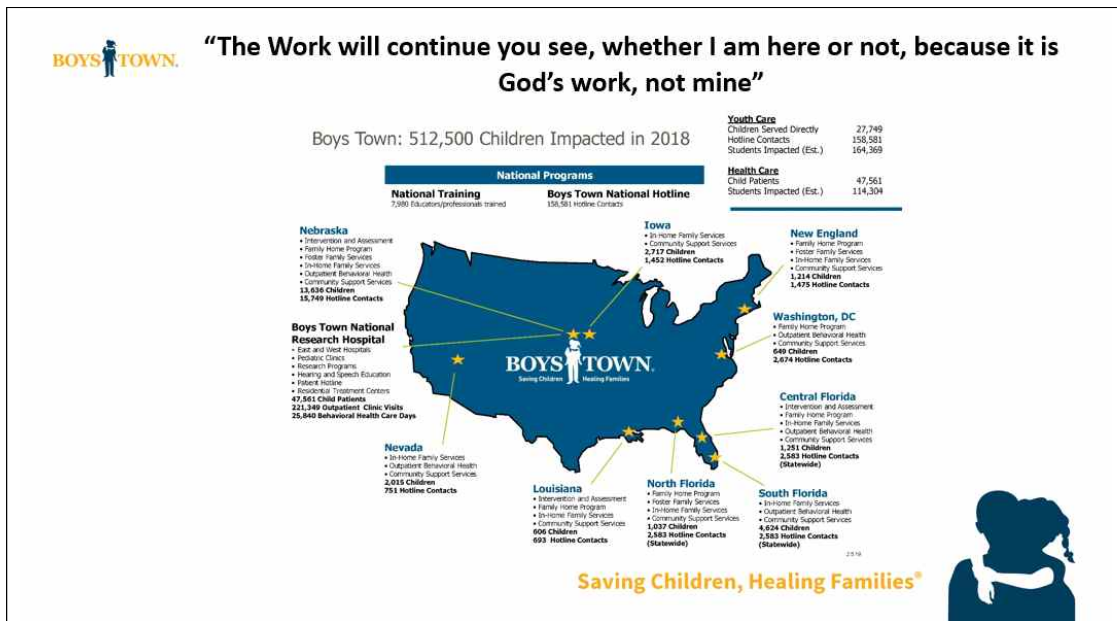 BOYS TOWN.
“The Work will continue you see, whether I am here or not, because it is
God’s work, not mine”
Boys Town: 512,500 Children Impacted in 2018
Youth Care
Children Served Directly 27,749
Hotline Contacts 158,581
Students Impacted (Est.) 164,369
Health Care
Child Patients 47,561
Students Impacted (Est.) 114,304
National Programs
National Training
7,980 Educators/professionals trained
Boys Town National Hotline
158,581 Hotline Contacts
Nebraska
• Intervention and Assessment
• Family Home Program
• Foster Family Services
• In-Home Family Services
• Outpatient Behavioral Health
• Community Support Services
13,636 Children
15,749 Hotline Contacts
Iowa
• In-Home Family Services
• Community Support Services
2,717 Children
1,452 Hotline Contacts
New England
• Family Home Program
• Foster Family Services
• In-Home Family Services
• Community Support Services
1,214 Children
1,475 Hotline Contacts
Boys Town National
Research Hospital
• East and West Hospitals
• Pediatric Clinics
• Research Programs
• Hearing and Speech Education
• Patient Hotline
• Residential Treatment Centers
47,561 Child Patients
221,349 Outpatient Clinic Visits
25,840 Behavioral Health Care Days
BOYS TOWN.
Saving Children Healing Families
Washington, DC
• Family Home Program
• Outpatient Behavioral Health
• Community Support Services
649 Children
2,674 Hotline Contacts
Central Florida
• Intervention and Assessment
• Family Home Program
• In-Home Family Services
• Outpatient Behavioral Health
• Community Support Services
1,251 Children
2,583 Hotline Contacts
(Statewide)
Nevada
• In-Home Family Services
• Outpatient Behavioral Health
• Community Support Services
2,015 Children
751 Hotline Contacts
Louisiana
• Intervention and Assessment
• Family Home Program
• In-Home Family Services
• Community Support Services
606 Children
693 Hotline Contacts
North Florida
• Family Home Program
• Foster Family Services
• In-Home Family Services
• Community Support Services
1,037 Children
2,583 Hotline Contacts
(Statewide)
South Florida
• In-Home Family Services
• Outpatient Behavioral Health
• Community Support Services
4,624 Children
2,583 Hotline Contacts
(Statewide)
Saving Children, Healing Families®